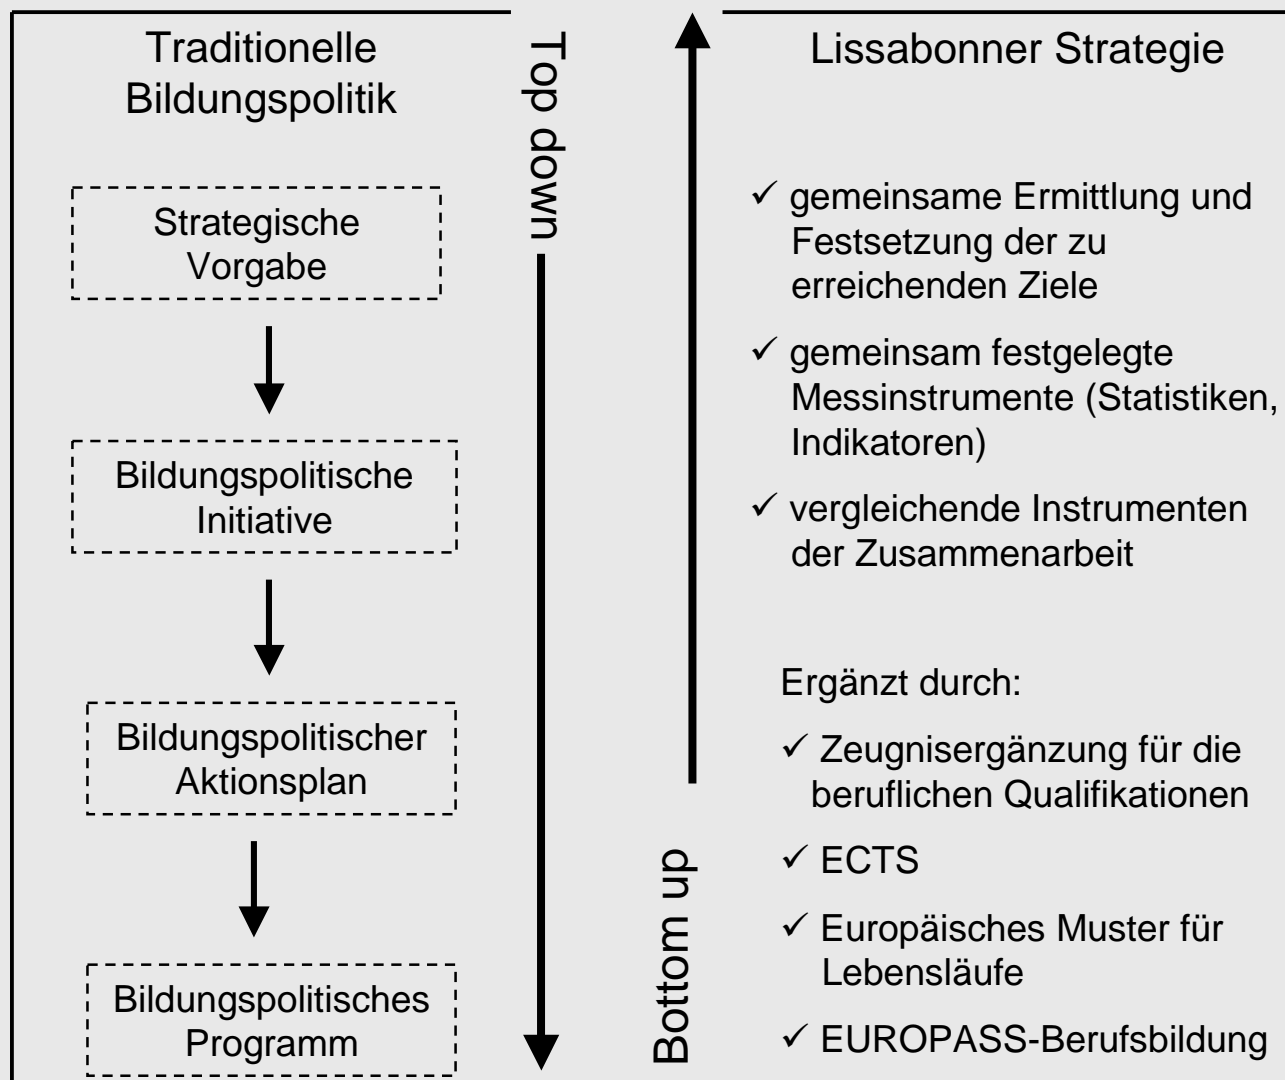 Traditionelle
Bildungspolitik
Strategische
Vorgabe
Bildungspolitische
Initiative
Bildungspolitischer
Aktionsplan
Bildungspolitisches
Programm
Top down
Bottom up
Lissabonner Strategie
✓ gemeinsame Ermittlung und
Festsetzung der zu
erreichenden Ziele
✓ gemeinsam festgelegte
Messinstrumente (Statistiken,
Indikatoren)
✓ vergleichende Instrumenten
der Zusammenarbeit
Ergänzt durch:
✓ Zeugnisergänzung für die
beruflichen Qualifikationen
✓ ECTS
✓ Europäisches Muster für
Lebensläufe
✓ EUROPASS-Berufsbildung